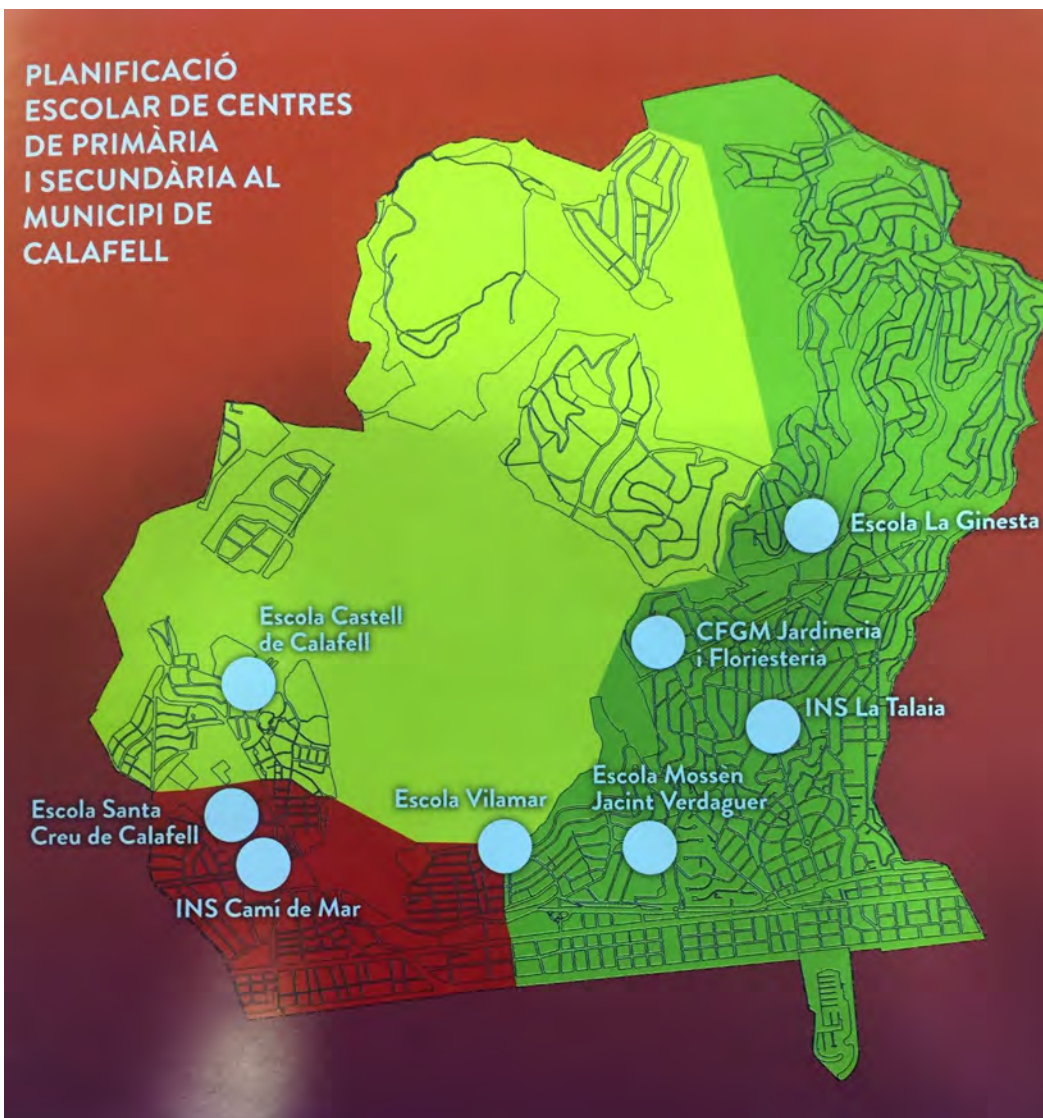 PLANIFICACIÓ
ESCOLAR DE CENTRES
DE PRIMÀRIA
I SECUNDÀRIA AL
MUNICIPI DE
CALAFELL
Escola La Ginesta
Escola Castell
de Calafell
CFGM Jardineria
i Floriesteria
INS La Talaia
Escola Mossèn
Jacint Verdaguer
Escola Vilamar
Escola Santa
Creu de Calafell
INS Camí de Mar